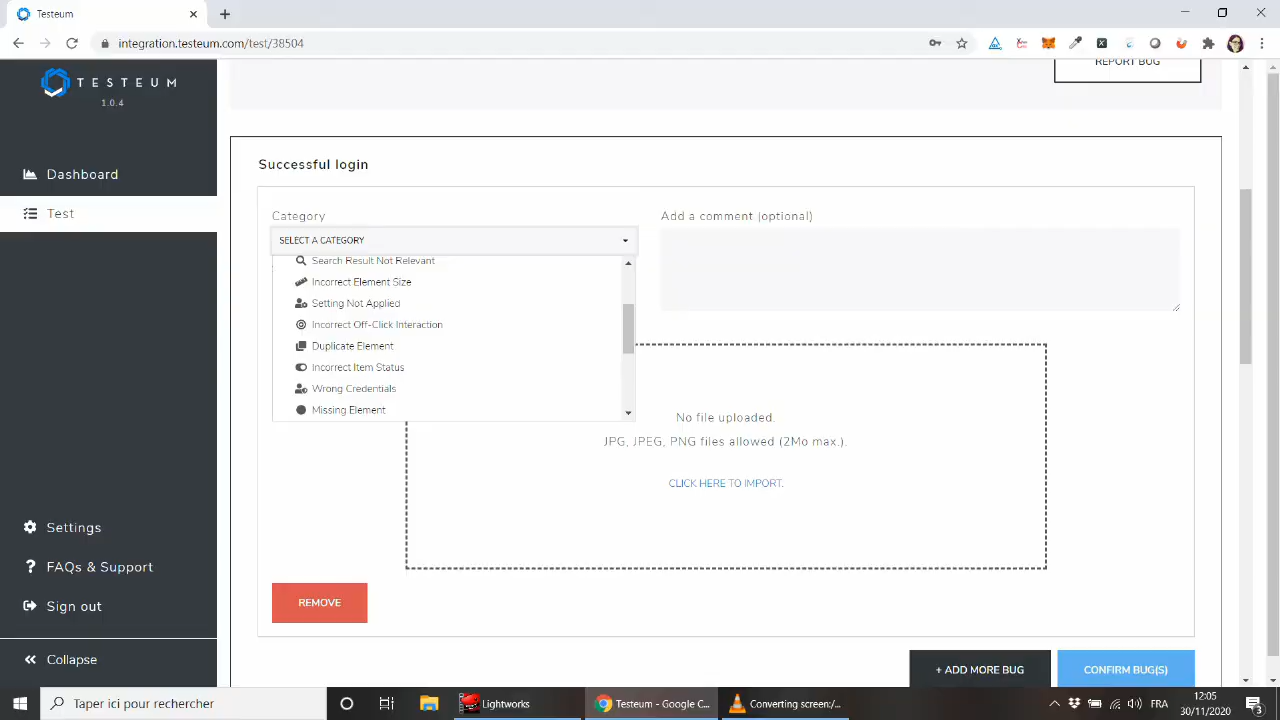 Testeum
integration.testeum.com/test/38504
TESTEUM
1.0.4
Dashboard
Test
Settings
FAQs & Support
Sign out
Collapse
REPORT BUG
Successful login
Category
SELECT A CATEGORY
Search Result Not Relevant
Incorrect Element Size
Setting Not Applied
Incorrect Off-Click Interaction
Duplicate Element
Incorrect Item Status
Wrong Credentials
Missing Element
Add a comment (optional)
No file uploaded.
JPG, JPEG, PNG files allowed (2Mo max.).
CLICK HERE TO IMPORT.
REMOVE
+ ADD MORE BUG
CONFIRM BUG(S)
Taper ici pour rechercher
Lightworks
Testeum - Google C...
Converting screen:/...
FRA
12:05
30/11/2020
3